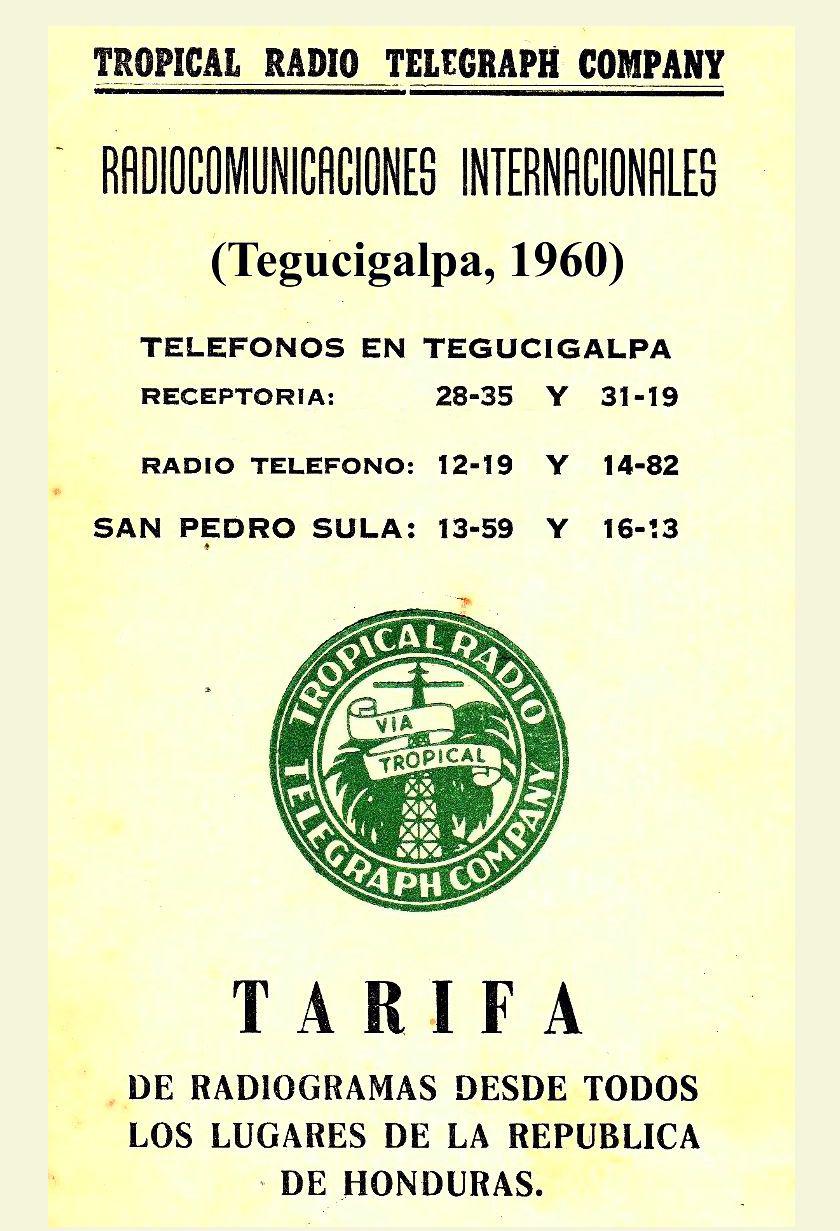 TROPICAL RADIO TELEGRAPH COMPANY
RADIOCOMUNICACIONES INTERNACIONALES
(Tegucigalpa, 1960)
TELEFONOS EN TEGUCIGALPA
RECEPTORIA: 28-35 Y 31-19
RADIO TELEFONO: 12-19 Y 14-82
SAN PEDRO SULA: 13-59 Y 16-13
TROPICAL RADIO
VIA
TROPICAL
TELEGRAPH COMPANY
TARIFA
DE RADIOGRAMAS DESDE TODOS
LOS LUGARES DE LA REPUBLICA
DE HONDURAS.